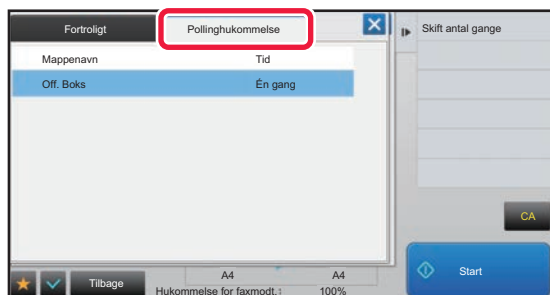 Fortroligt
Pollinghukommelse
Skift antal gange
Mappenavn
Tid
Off. Boks
Én gang
CA
Tilbage
A4
A4
Hukommelse for faxmodt.:
100%
Start